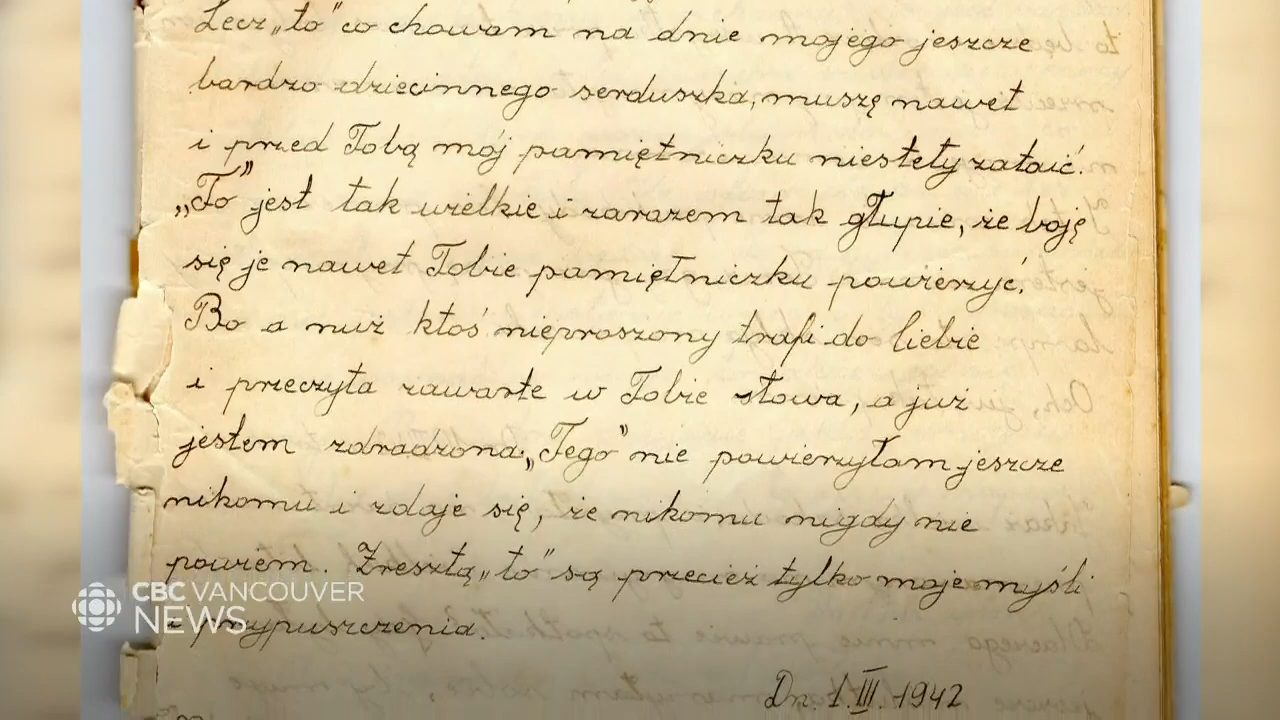 Lecz „to" co chowam na dnie mojego jeszcze
bardzo dziecinnego serduszka, muszę nawet
i przed Tobą mój pamiętniczku niestety zataić.
„To" jest tak wielkie i zarazem tak głupie, że boję
się je nawet Tobie pamiętniczku powierzyć.
Bo a nuż ktoś nieproszony trafi do Ciebie
i przeczyta zawarte w Tobie słowa, a już
jestem zdradzona. „Tego" nie powierzyłam jeszcze
nikomu i zdaje się, że nikomu nigdy nie
powiem. Zresztą „to" są przecież tylko moje myśli
i przypuszczenia.
Dn. 1.III.1942
CBC VANCOUVER
NEWS